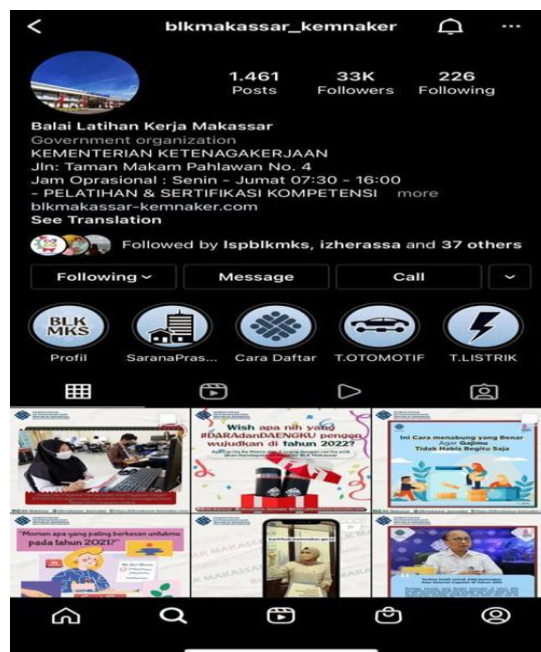 blkmakassar_kemnaker
1.461
Posts
33K
Followers
226
Following
Balai Latihan Kerja Makassar
Government organization
KEMENTERIAN KETENAGAKERJAAN
Jln: Taman Makam Pahlawan No. 4
Jam Oprasional : Senin - Jumat 07:30 - 16:00
- PELATIHAN & SERTIFIKASI KOMPETENSI more
blkmakassar-kemnaker.com
See Translation
Followed by lspblkmks, izherassa and 37 others
Following
Message
Call
BLK
MKS
Profil
SaranaPras...
Cara Daftar
T.OTOMOTIF
T.LISTRIK
Wish apa nih yang
#DARAdanDAENGKU pengen
wujudkan di tahun 2022?
Ini Cara menabung yang Benar
Agar Gajimu
Tidak Habis Begitu Saja
"Momen apa yang paling berkesan untukmu
pada tahun 2021?"